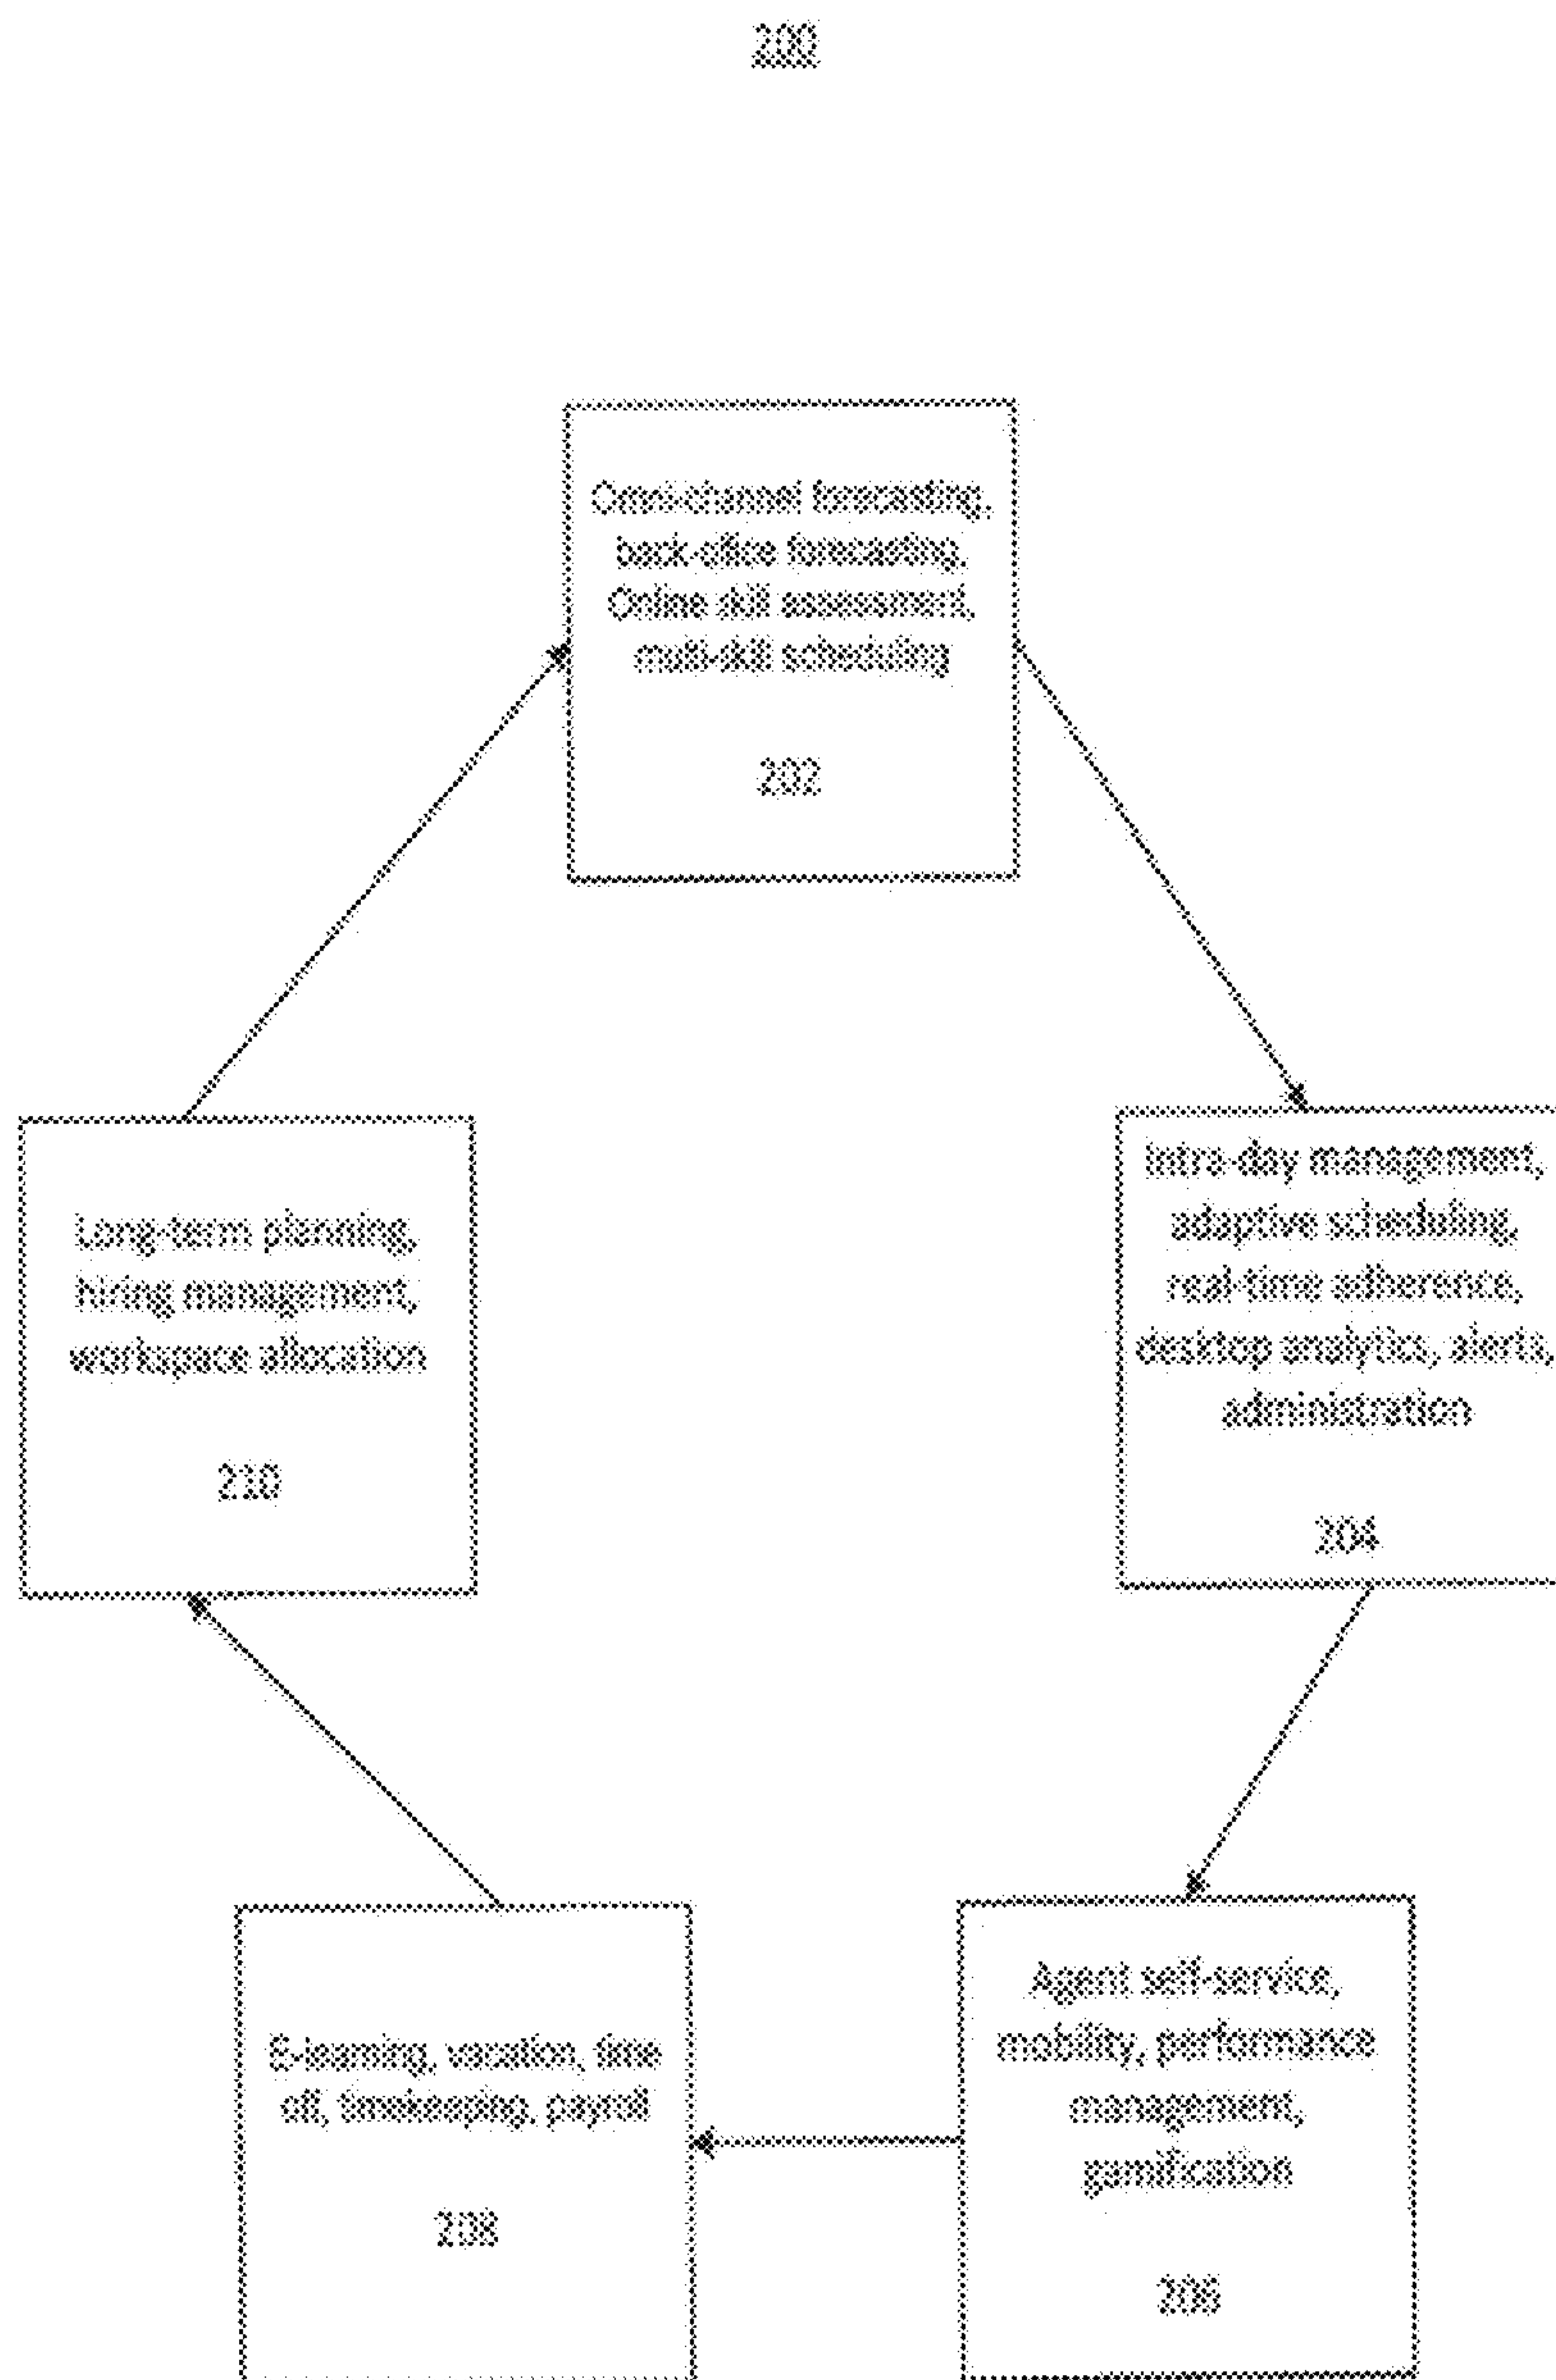 200
Omni-channel forecasting,
back-office forecasting,
Online skill assessment,
multi-skill scheduling
202
Long-term planning,
hiring management,
workspace allocation
210
Intra-day management,
adaptive scheduling,
real-time adherence,
desktop analytics, alerts,
administration
204
E-learning, vacation, time
off, timekeeping, payroll
208
Agent self-service,
mobility, performance
management,
gamification
206